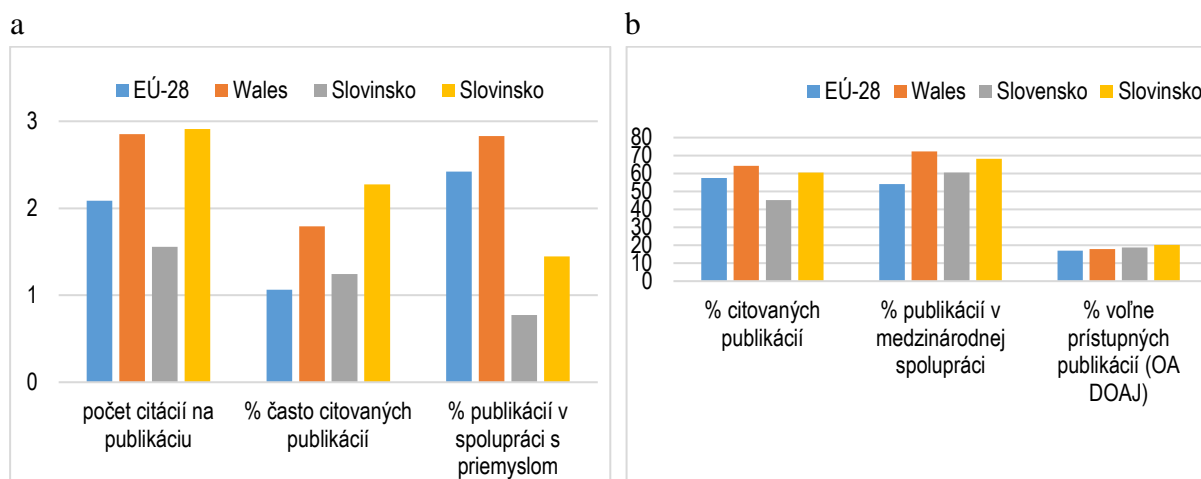 a
EÚ-28 Wales Slovinsko Slovinsko
3
2
1
0
počet citácií na
publikáciu
% často citovaných
publikácií
% publikácií v
spolupráci s
priemyslom
b
EÚ-28 Wales Slovensko Slovinsko
80
70
60
50
40
30
20
10
0
% citovaných
publikácií
% publikácií v
medzinárodnej
spolupráci
% voľne
prístupných
publikácií (OA
DOAJ)